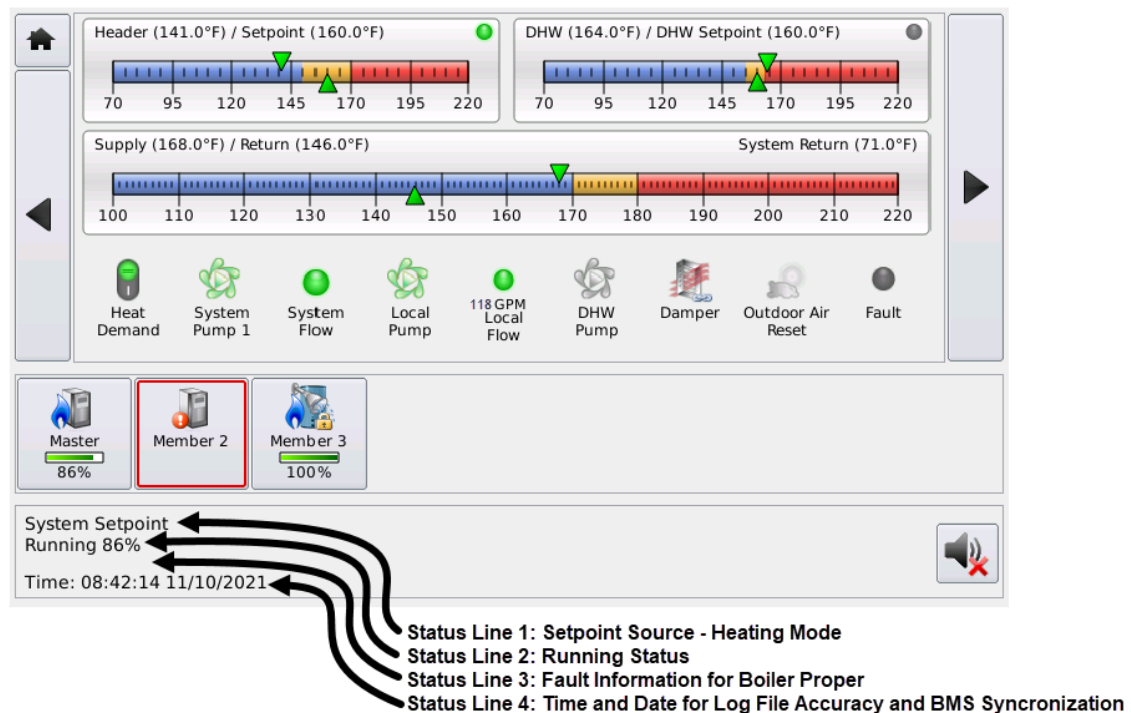 Header (141.0°F) / Setpoint (160.0°F)
70 95 120 145 170 195 220
DHW (164.0°F) / DHW Setpoint (160.0°F)
70 95 120 145 170 195 220
Supply (168.0°F) / Return (146.0°F) System Return (71.0°F)
100 110 120 130 140 150 160 170 180 190 200 210 220
Heat
Demand
System
Pump 1
System
Flow
Local
Pump
118 GPM
Local
Flow
DHW
Pump
Damper
Outdoor Air
Reset
Fault
Master
86%
Member 2
Member 3
100%
System Setpoint
Running 86%
Time: 08:42:14 11/10/2021
Status Line 1: Setpoint Source - Heating Mode
Status Line 2: Running Status
Status Line 3: Fault Information for Boiler Proper
Status Line 4: Time and Date for Log File Accuracy and BMS Syncronization